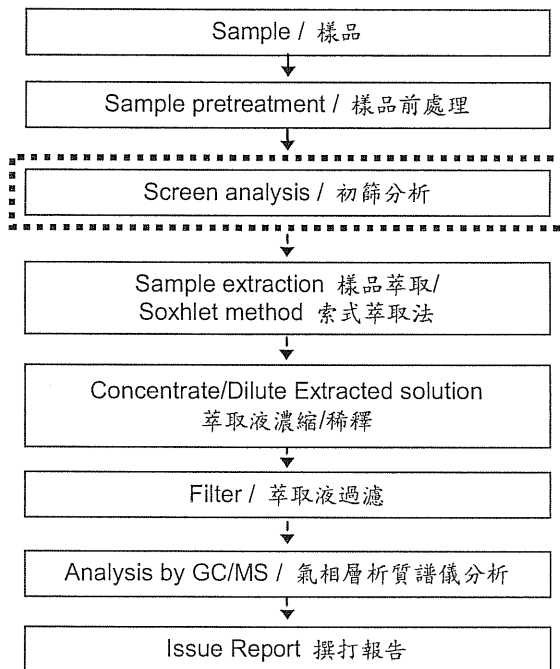 Sample / 樣品
Sample pretreatment / 樣品前處理
Screen analysis / 初篩分析
Sample extraction 樣品萃取/
Soxhlet method 索式萃取法
Concentrate/Dilute Extracted solution
萃取液濃縮/稀釋
Filter / 萃取液過濾
Analysis by GC/MS / 氣相層析質譜儀分析
Issue Report 撰打報告